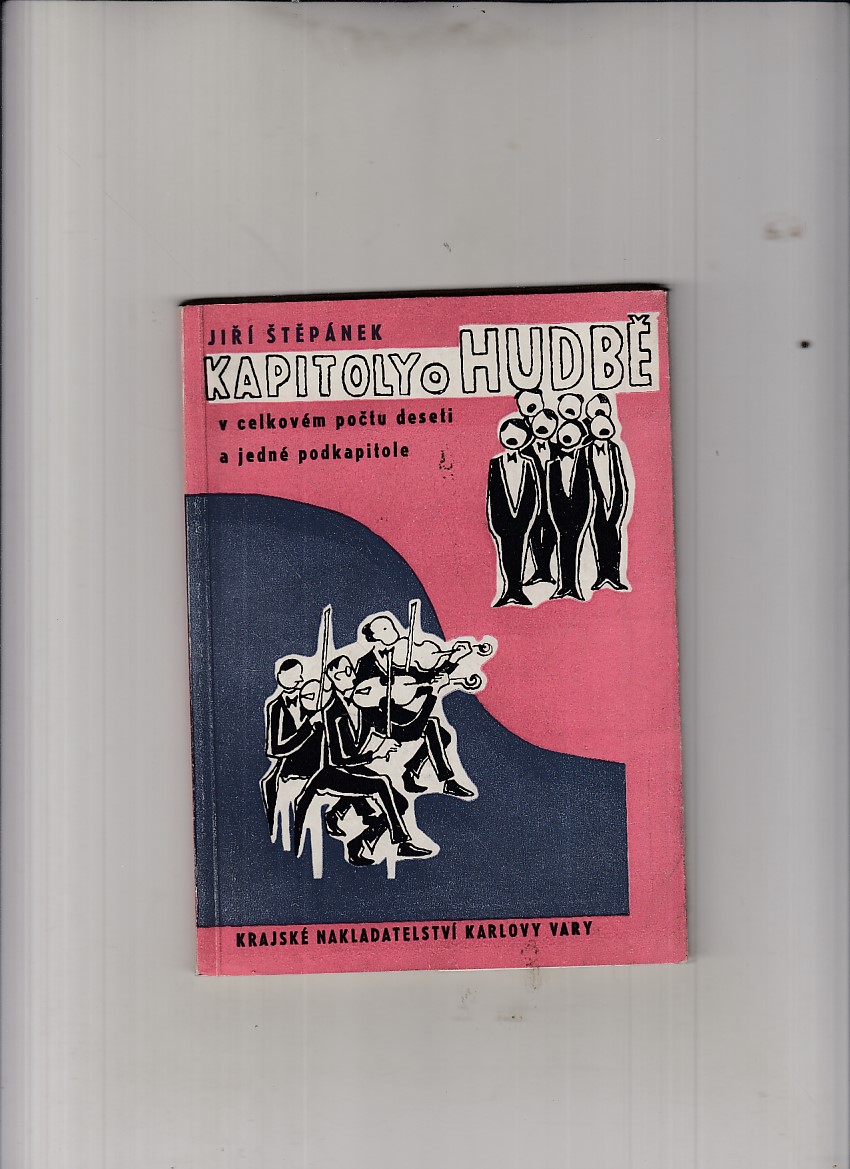 JIŘÍ ŠTĚPÁNEK
KAPITOLY O HUDBĚ
v celkovém počtu deseti
a jedné podkapitole
KRAJSKÉ NAKLADATELSTVÍ KARLOVY VARY